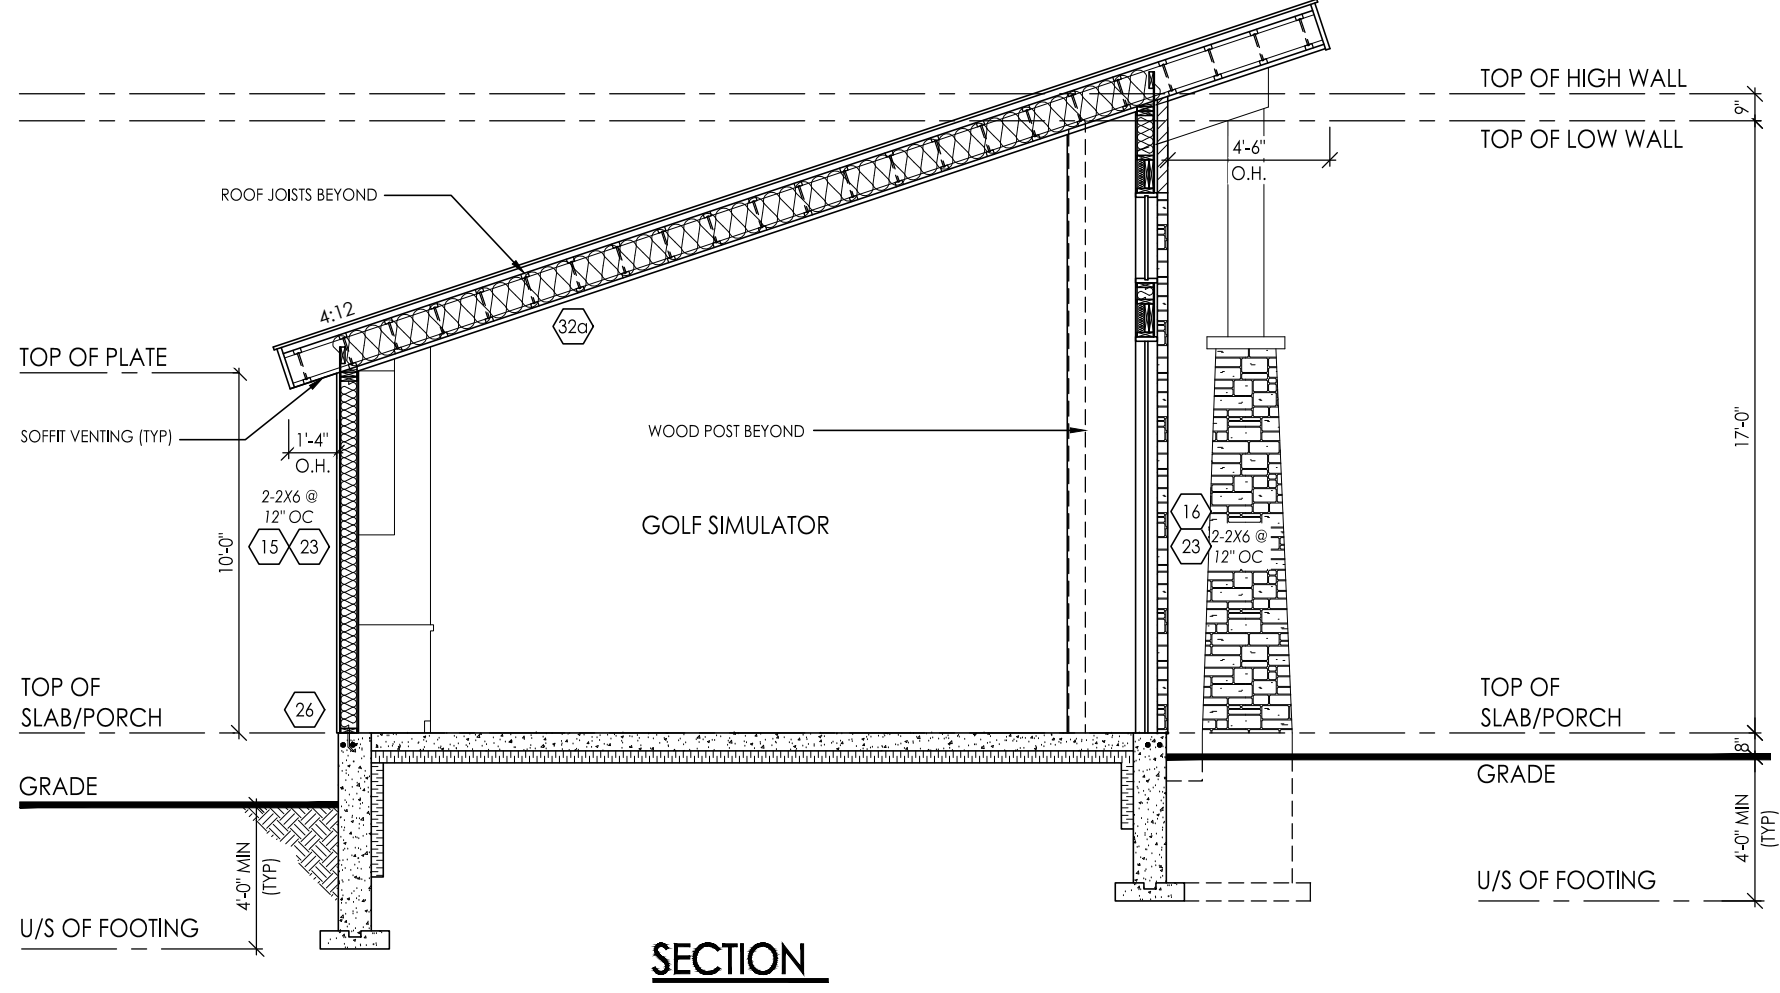 TOP OF HIGH WALL
9"
TOP OF LOW WALL
4'-6"
O.H.
ROOF JOISTS BEYOND
4:12
32a
TOP OF PLATE
SOFFIT VENTING (TYP)
1'-4"
O.H.
WOOD POST BEYOND
17'-0"
2-2X6 @
12" OC
15
23
10'-0"
GOLF SIMULATOR
16
23
2-2X6 @
12" OC
TOP OF
SLAB/PORCH
26
TOP OF
SLAB/PORCH
8"
GRADE
GRADE
4'-0" MIN
(TYP)
4'-0" MIN
(TYP)
U/S OF FOOTING
U/S OF FOOTING
SECTION